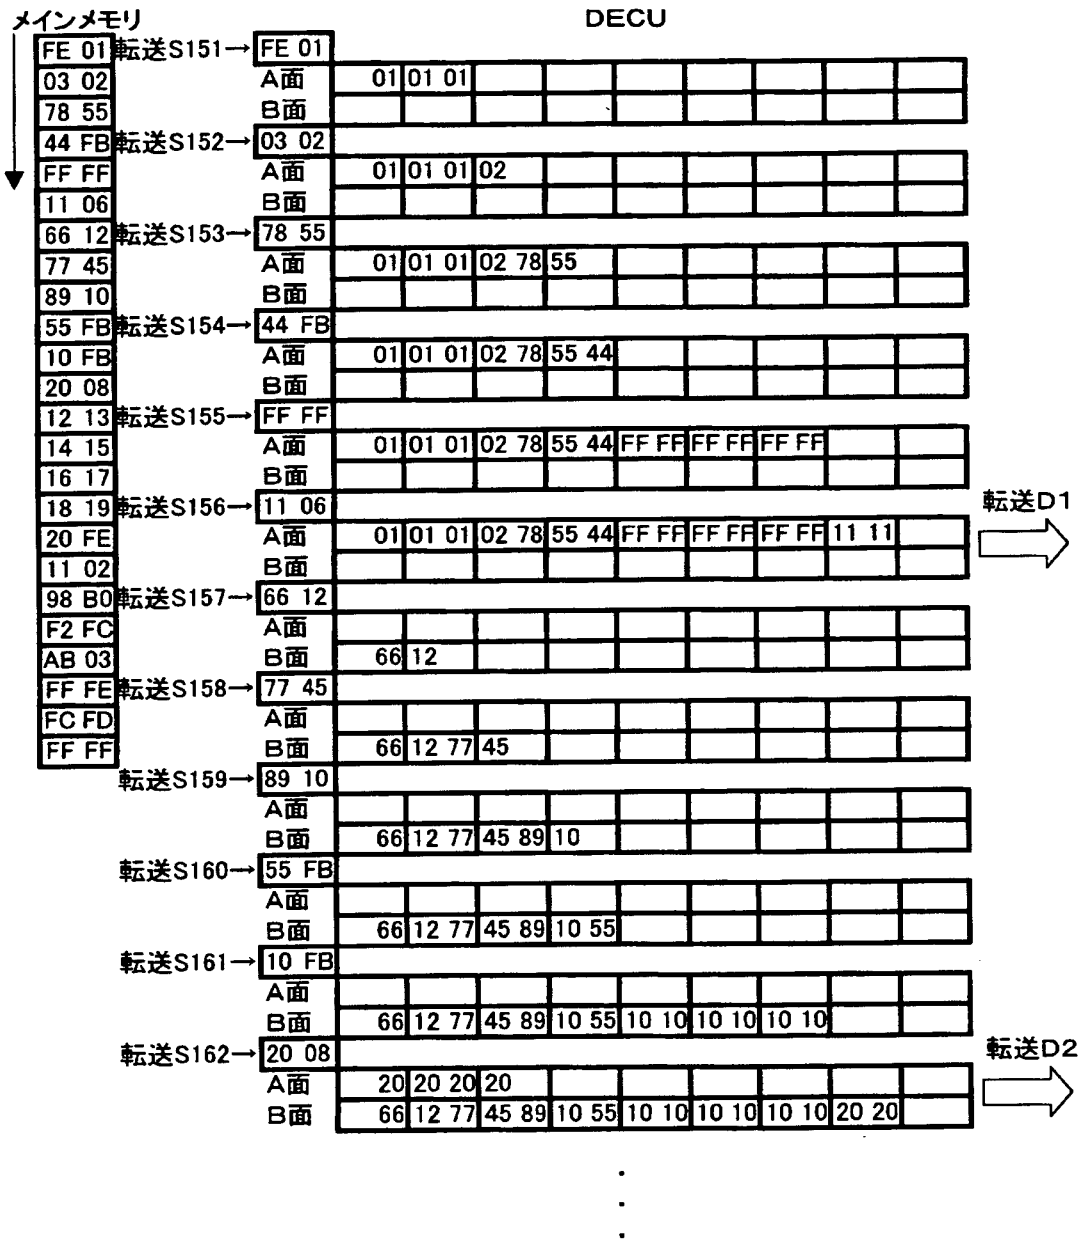 メインメモリ DECU
FE 01 転送S151→ FE 01
03 02 A面 01 01 01
78 55 B面
44 FB 転送S152→ 03 02
FF FF A面 01 01 01 02
11 06 B面
66 12 転送S153→ 78 55
77 45 A面 01 01 01 02 78 55
89 10 B面
55 FB 転送S154→ 44 FB
10 FB A面 01 01 01 02 78 55 44
20 08 B面
12 13 転送S155→ FF FF
14 15 A面 01 01 01 02 78 55 44 FF FF FF FF FF FF
16 17 B面
18 19 転送S156→ 11 06 転送D1
20 FE A面 01 01 01 02 78 55 44 FF FF FF FF FF FF 11 11
11 02 B面
98 B0 転送S157→ 66 12
F2 FC A面
AB 03 B面 66 12
FF FE 転送S158→ 77 45
FC FD A面
FF FF B面 66 12 77 45
転送S159→ 89 10
A面
B面 66 12 77 45 89 10
転送S160→ 55 FB
A面
B面 66 12 77 45 89 10 55
転送S161→ 10 FB
A面
B面 66 12 77 45 89 10 55 10 10 10 10 10 10
転送S162→ 20 08 転送D2
A面 20 20 20 20
B面 66 12 77 45 89 10 55 10 10 10 10 10 10 20 20